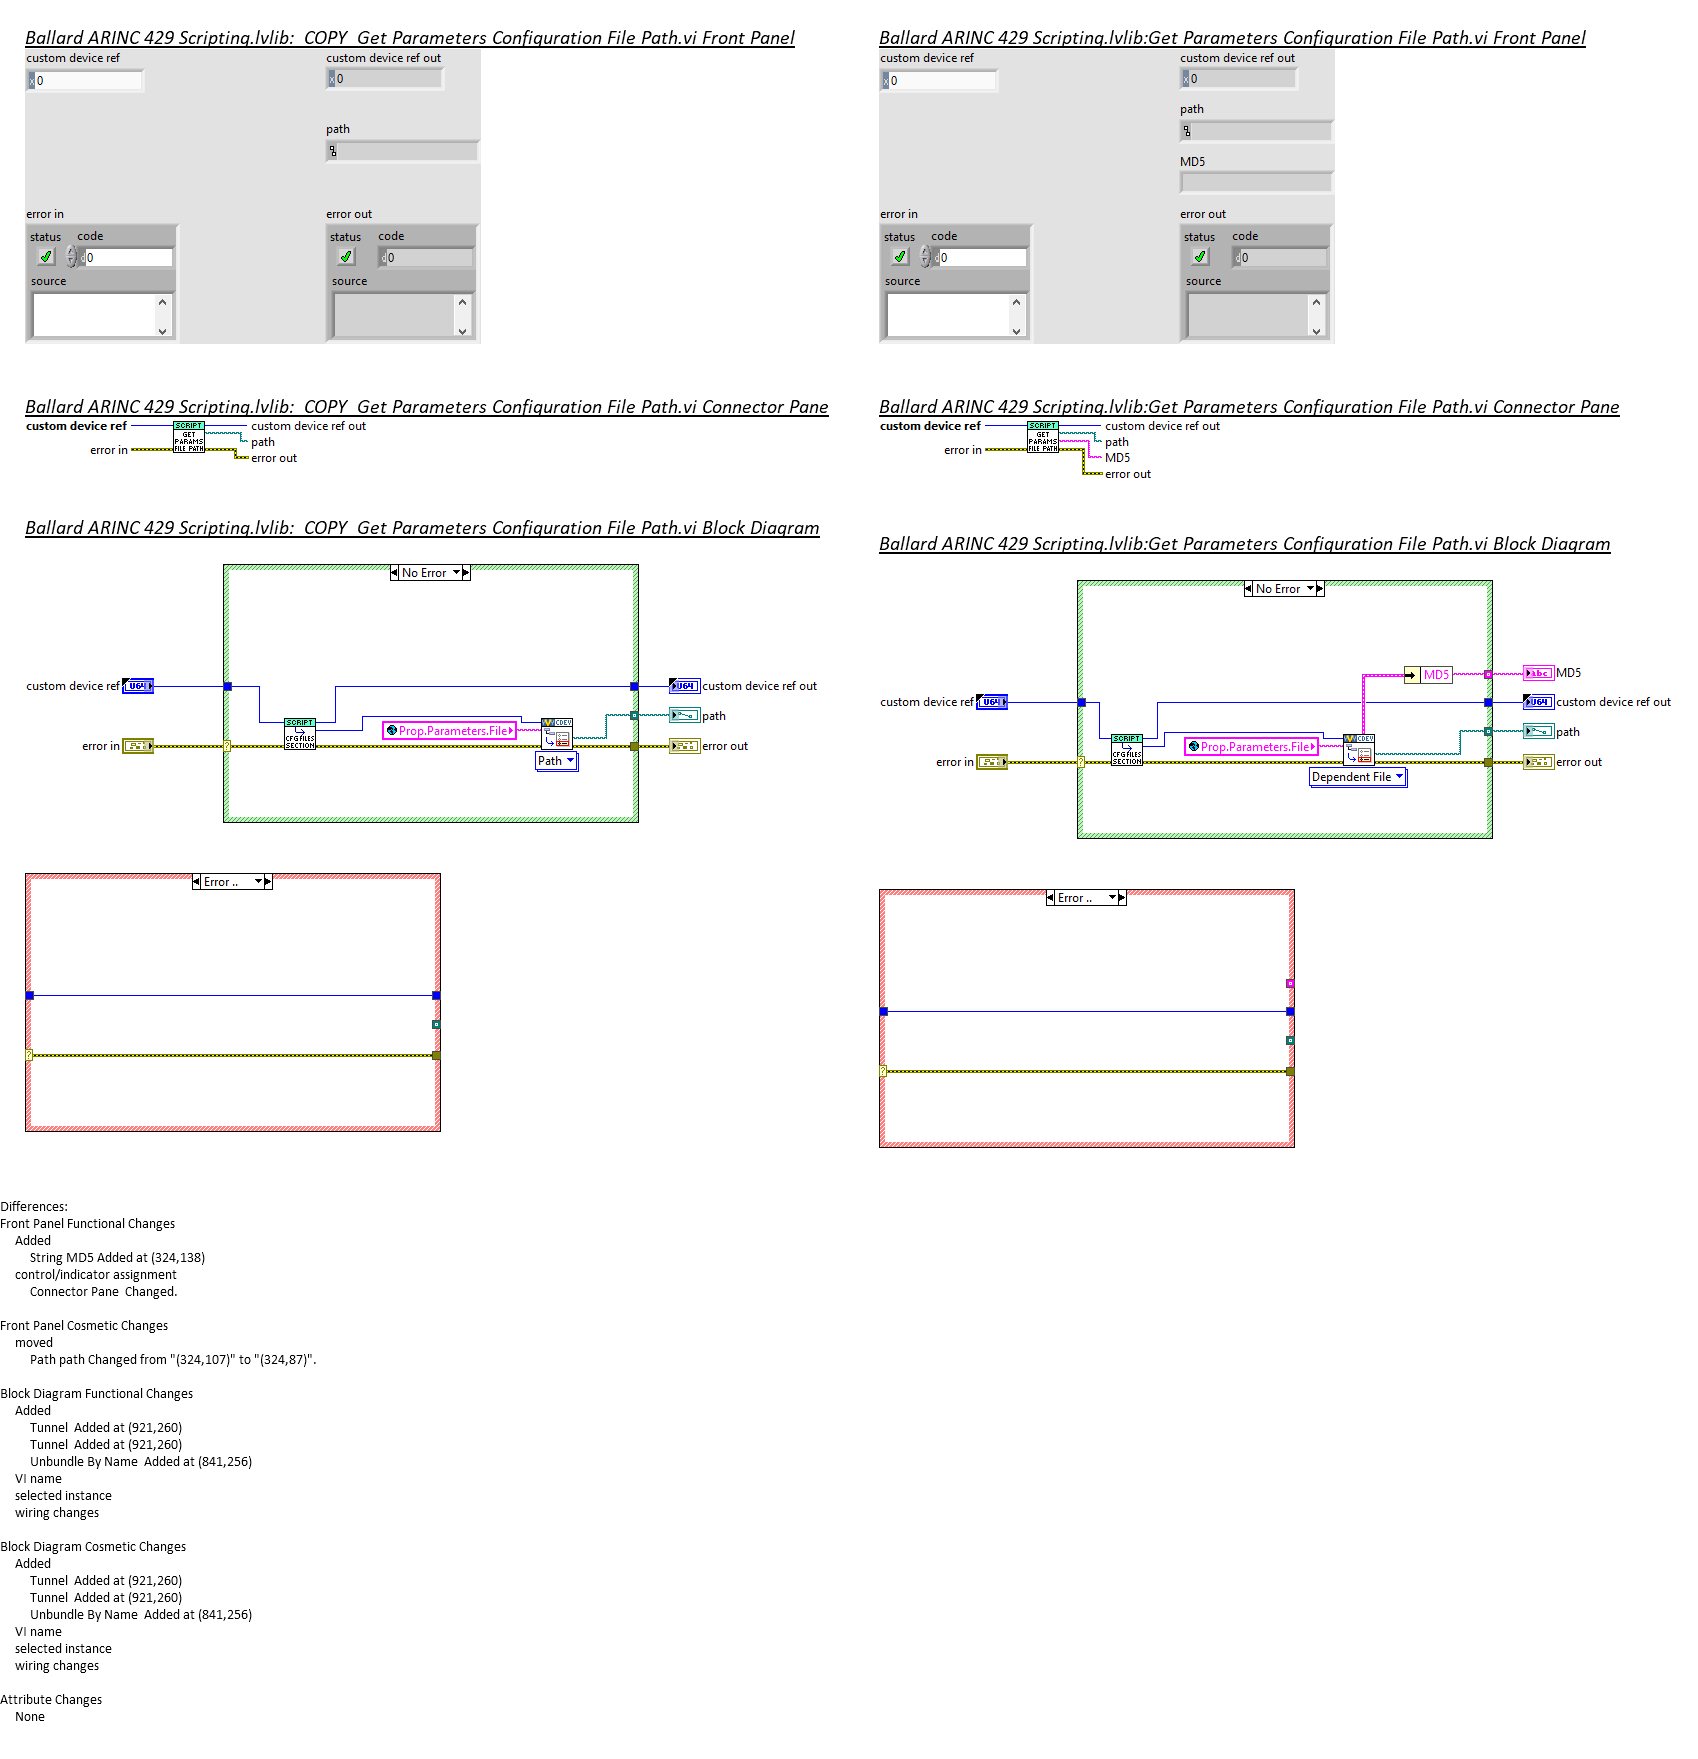 Ballard ARINC 429 Scripting.lvlib:  COPY  Get Parameters Configuration File Path.vi Front Panel
custom device ref
custom device ref out
x 0
x 0
path
error in
error out
status
code
status
code
d 0
d 0
source
source
Ballard ARINC 429 Scripting.lvlib:Get Parameters Configuration File Path.vi Front Panel
custom device ref
custom device ref out
x 0
x 0
path
MD5
error in
error out
status
code
status
code
d 0
d 0
source
source
Ballard ARINC 429 Scripting.lvlib:  COPY  Get Parameters Configuration File Path.vi Connector Pane
custom device ref
SCRIPT
GET
PARAMS
FILE PATH
custom device ref out
path
error in
error out
Ballard ARINC 429 Scripting.lvlib:Get Parameters Configuration File Path.vi Connector Pane
custom device ref
SCRIPT
GET
PARAMS
FILE PATH
custom device ref out
path
MD5
error in
error out
Ballard ARINC 429 Scripting.lvlib:  COPY  Get Parameters Configuration File Path.vi Block Diagram
No Error
custom device ref
U64
U64
custom device ref out
SCRIPT
CFG FILES
SECTION
Prop.Parameters.File
CDEV
path
error in
?
error out
Path
Error ..
?
Ballard ARINC 429 Scripting.lvlib:Get Parameters Configuration File Path.vi Block Diagram
No Error
MD5
abc
MD5
custom device ref
U64
U64
custom device ref out
SCRIPT
CFG FILES
SECTION
Prop.Parameters.File
CDEV
path
error in
?
error out
Dependent File
Error ..
?
Differences:
Front Panel Functional Changes
Added
String MD5 Added at (324,138)
control/indicator assignment
Connector Pane  Changed.
Front Panel Cosmetic Changes
moved
Path path Changed from "(324,107)" to "(324,87)".
Block Diagram Functional Changes
Added
Tunnel  Added at (921,260)
Tunnel  Added at (921,260)
Unbundle By Name  Added at (841,256)
VI name
selected instance
wiring changes
Block Diagram Cosmetic Changes
Added
Tunnel  Added at (921,260)
Tunnel  Added at (921,260)
Unbundle By Name  Added at (841,256)
VI name
selected instance
wiring changes
Attribute Changes
None